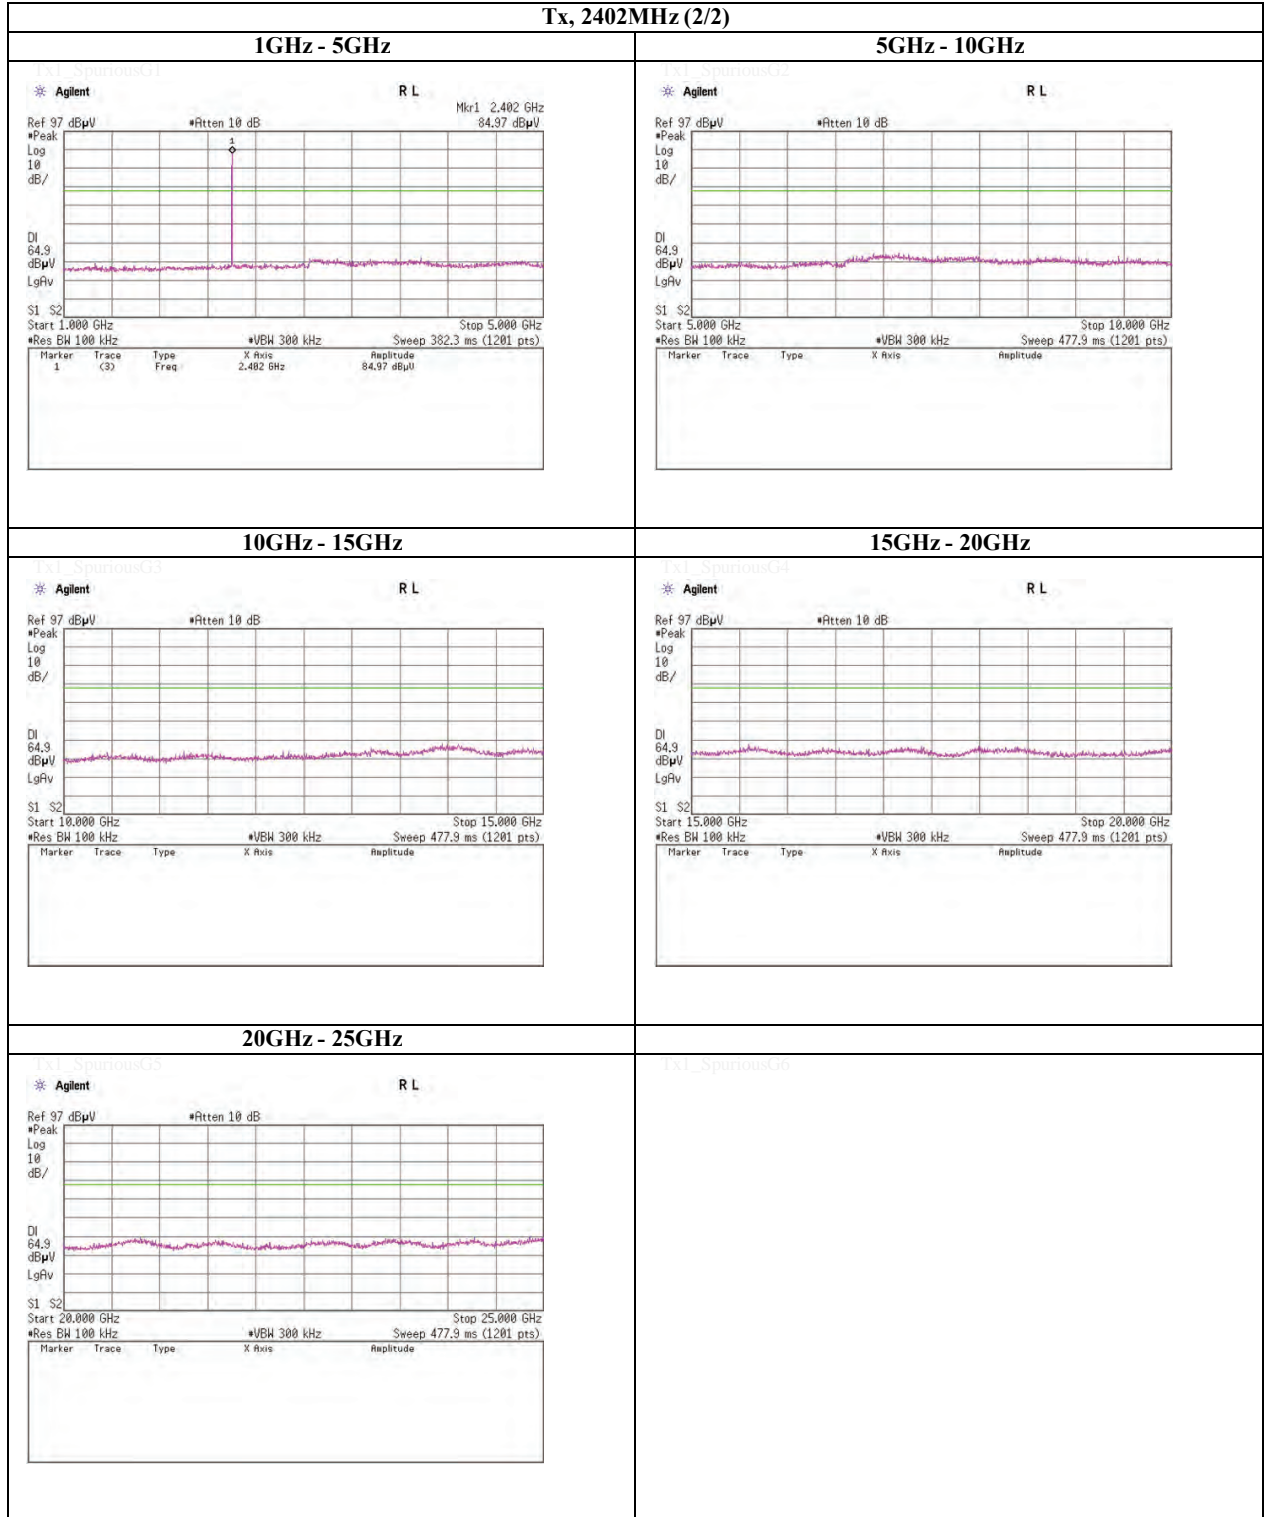 Tx, 2402MHz (2/2)
1GHz - 5GHz
Tx1_SpuriousG1
Agilent R L
Mkr1 2.402 GHz
Ref 97 dBµV #Atten 10 dB 84.97 dBµV
#Peak
Log
10
dB/
1
DI
64.9
dBµV
LgAv
S1 S2
Start 1.000 GHz Stop 5.000 GHz
#Res BW 100 kHz #VBW 300 kHz Sweep 382.3 ms (1201 pts)
Marker Trace Type X Axis Amplitude
1 (3) Freq 2.402 GHz 84.97 dBµV
5GHz - 10GHz
Tx1_SpuriousG2
Agilent R L
Ref 97 dBµV #Atten 10 dB
#Peak
Log
10
dB/
DI
64.9
dBµV
LgAv
S1 S2
Start 5.000 GHz Stop 10.000 GHz
#Res BW 100 kHz #VBW 300 kHz Sweep 477.9 ms (1201 pts)
Marker Trace Type X Axis Amplitude
10GHz - 15GHz
Tx1_SpuriousG3
Agilent R L
Ref 97 dBµV #Atten 10 dB
#Peak
Log
10
dB/
DI
64.9
dBµV
LgAv
S1 S2
Start 10.000 GHz Stop 15.000 GHz
#Res BW 100 kHz #VBW 300 kHz Sweep 477.9 ms (1201 pts)
Marker Trace Type X Axis Amplitude
15GHz - 20GHz
Tx1_SpuriousG4
Agilent R L
Ref 97 dBµV #Atten 10 dB
#Peak
Log
10
dB/
DI
64.9
dBµV
LgAv
S1 S2
Start 15.000 GHz Stop 20.000 GHz
#Res BW 100 kHz #VBW 300 kHz Sweep 477.9 ms (1201 pts)
Marker Trace Type X Axis Amplitude
20GHz - 25GHz
Tx1_SpuriousG5
Agilent R L
Ref 97 dBµV #Atten 10 dB
#Peak
Log
10
dB/
DI
64.9
dBµV
LgAv
S1 S2
Start 20.000 GHz Stop 25.000 GHz
#Res BW 100 kHz #VBW 300 kHz Sweep 477.9 ms (1201 pts)
Marker Trace Type X Axis Amplitude
Tx1_SpuriousG6